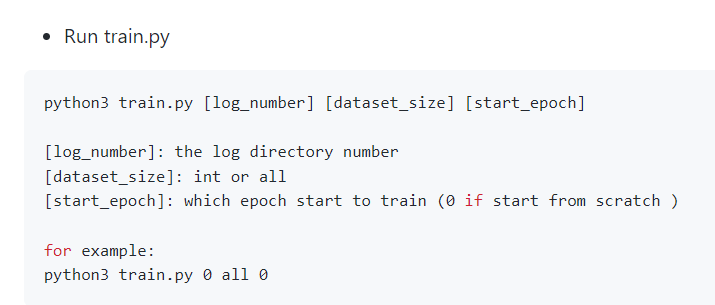 • Run train.py
python3 train.py [log_number] [dataset_size] [start_epoch]
[log_number]: the log directory number
[dataset_size]: int or all
[start_epoch]: which epoch start to train (0 if start from scratch )
for example:
python3 train.py 0 all 0